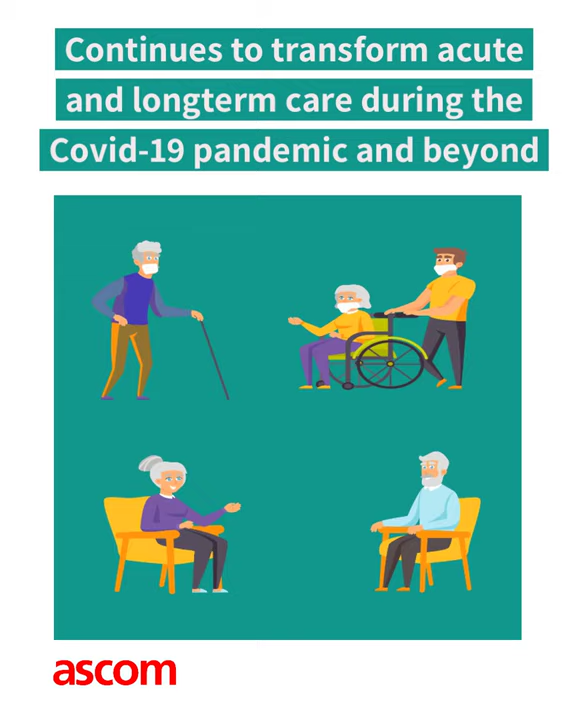 Continues to transform acute
and longterm care during the
Covid-19 pandemic and beyond
ascom